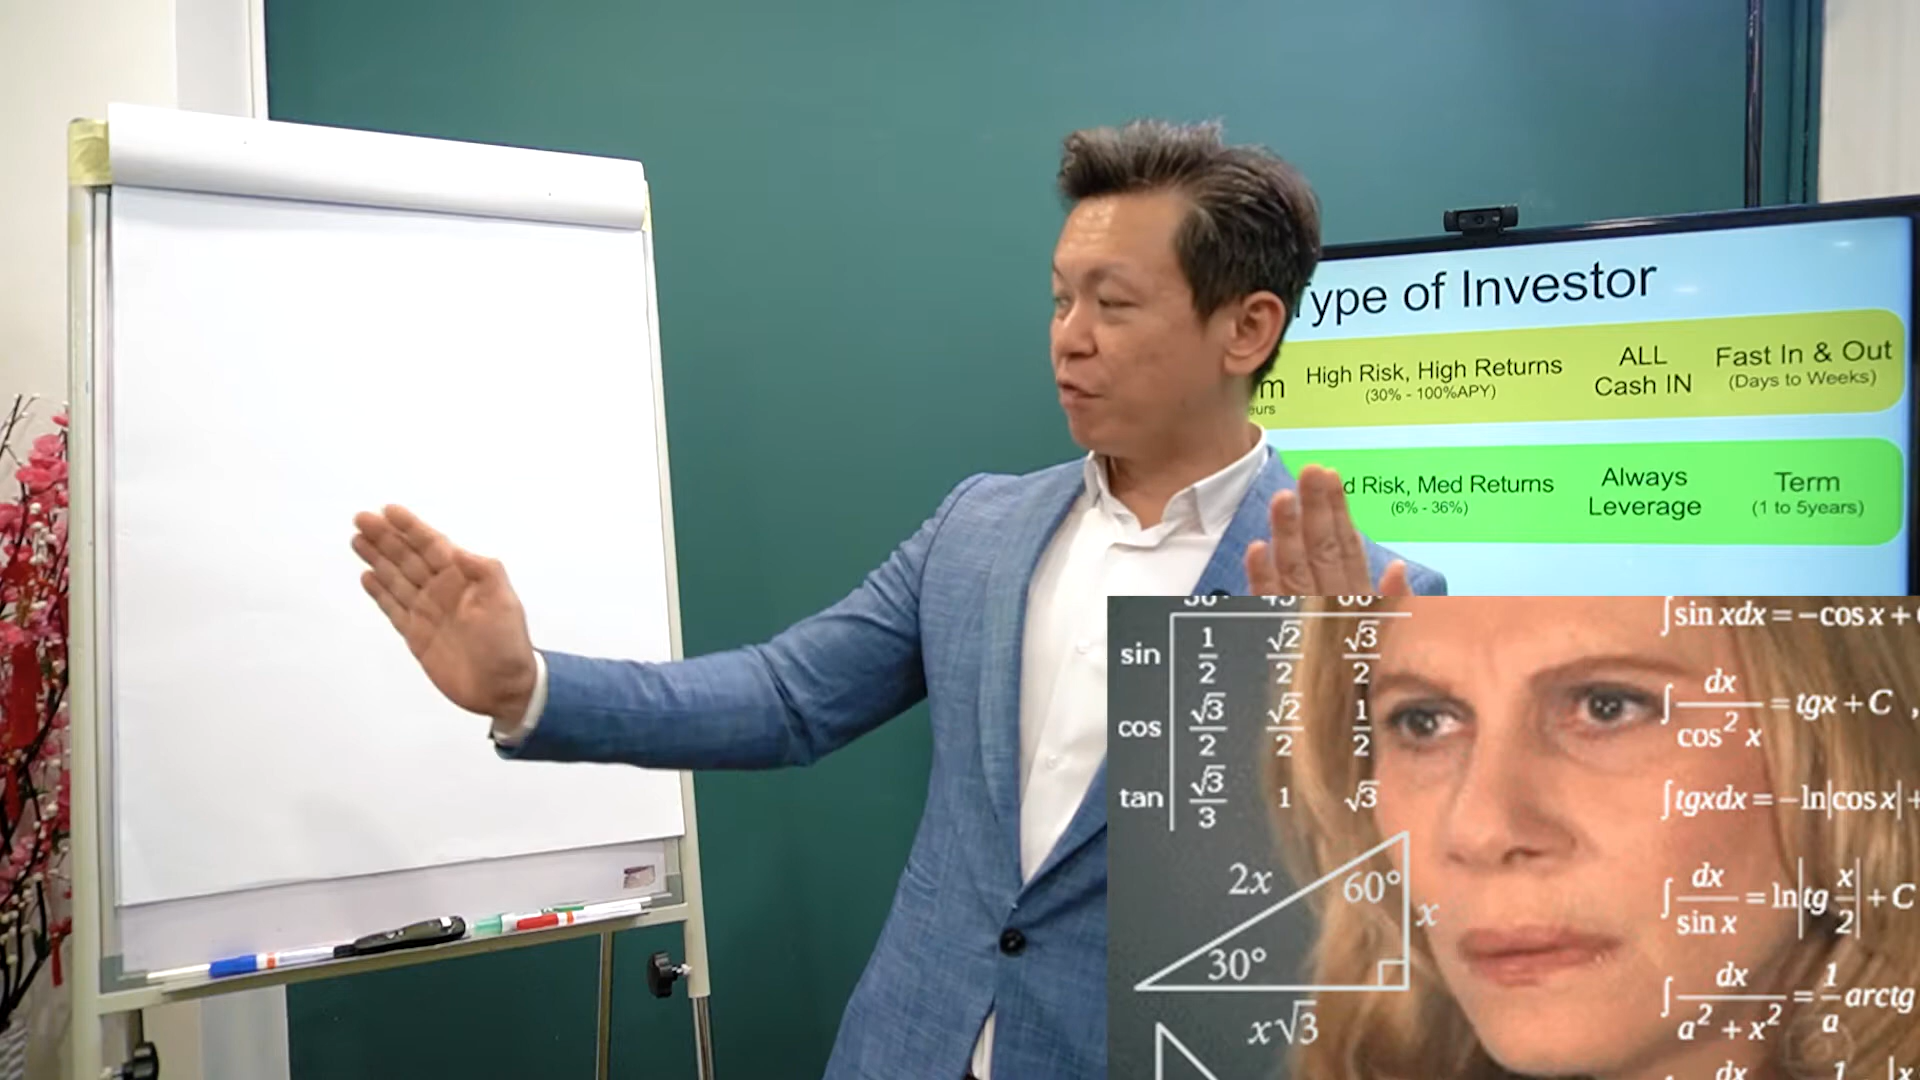 Type of Investor
High Risk, High Returns
(30% - 100%APY)
ALL
Cash IN
Fast In & Out
(Days to Weeks)
Risk, Med Returns
(6% - 36%)
Always
Leverage
Term
(1 to 5years)
sin 1/2 √2/2 √3/2
cos √3/2 √2/2 1/2
tan √3/3 1 √3
2x
60°
x
30°
x√3
∫sin xdx = −cos x +
∫dx/cos² x = tgx + C ,
∫tgxdx = −ln|cos x| +
∫dx/sin x = ln|tg x/2| + C
∫dx/a² + x² = 1/a arctg
dx 1 |x